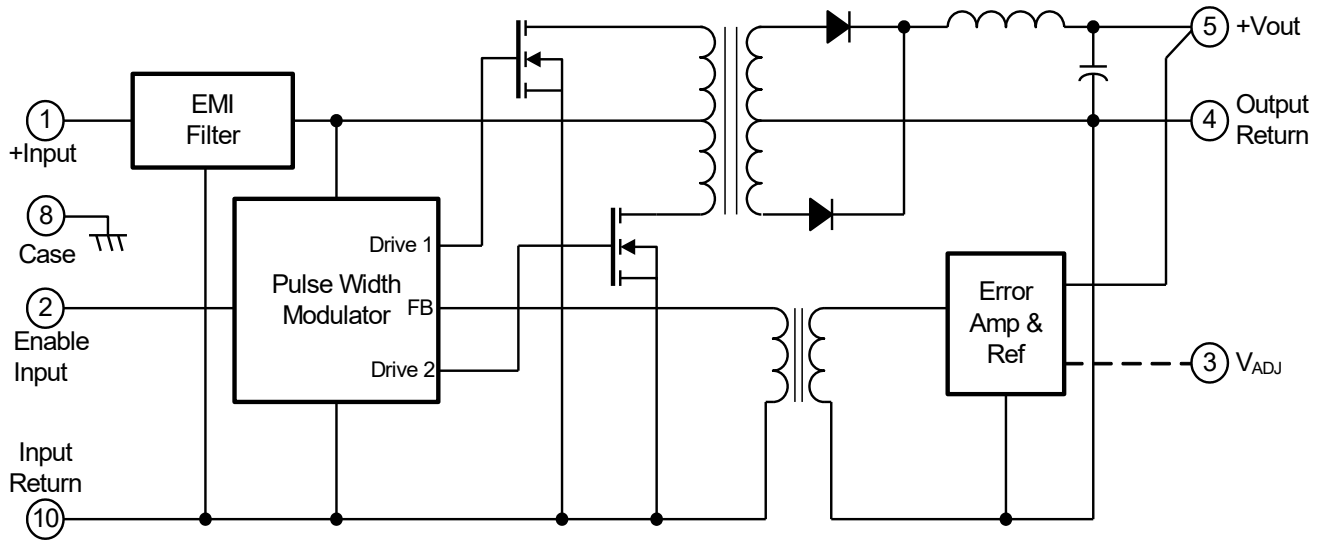 EMI
Filter
1
+Input
8
Case
2
Enable
Input
Input
Return
10
Drive 1
Pulse Width
Modulator
FB
Drive 2
Error
Amp &
Ref
5
+Vout
4
Output
Return
3
VADJ